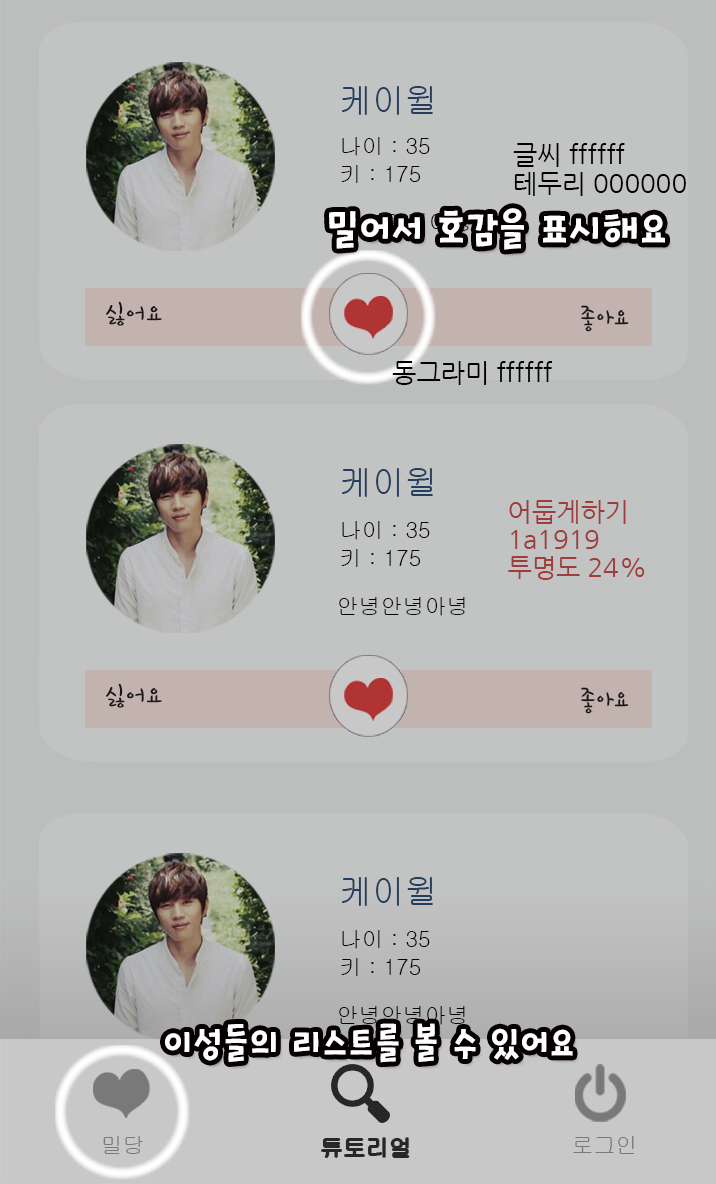 케이윌
나이 : 35
키 : 175
글씨 ffffff
테두리 000000
밀어서 호감을 표시해요
싫어요
좋아요
동그라미 ffffff
케이윌
나이 : 35
키 : 175
어둡게하기
1a1919
투명도 24%
안녕안녕아녕
싫어요
좋아요
케이윌
나이 : 35
키 : 175
안녕안녕아녕
이성들의 리스트를 볼 수 있어요
밀당
튜토리얼
로그인